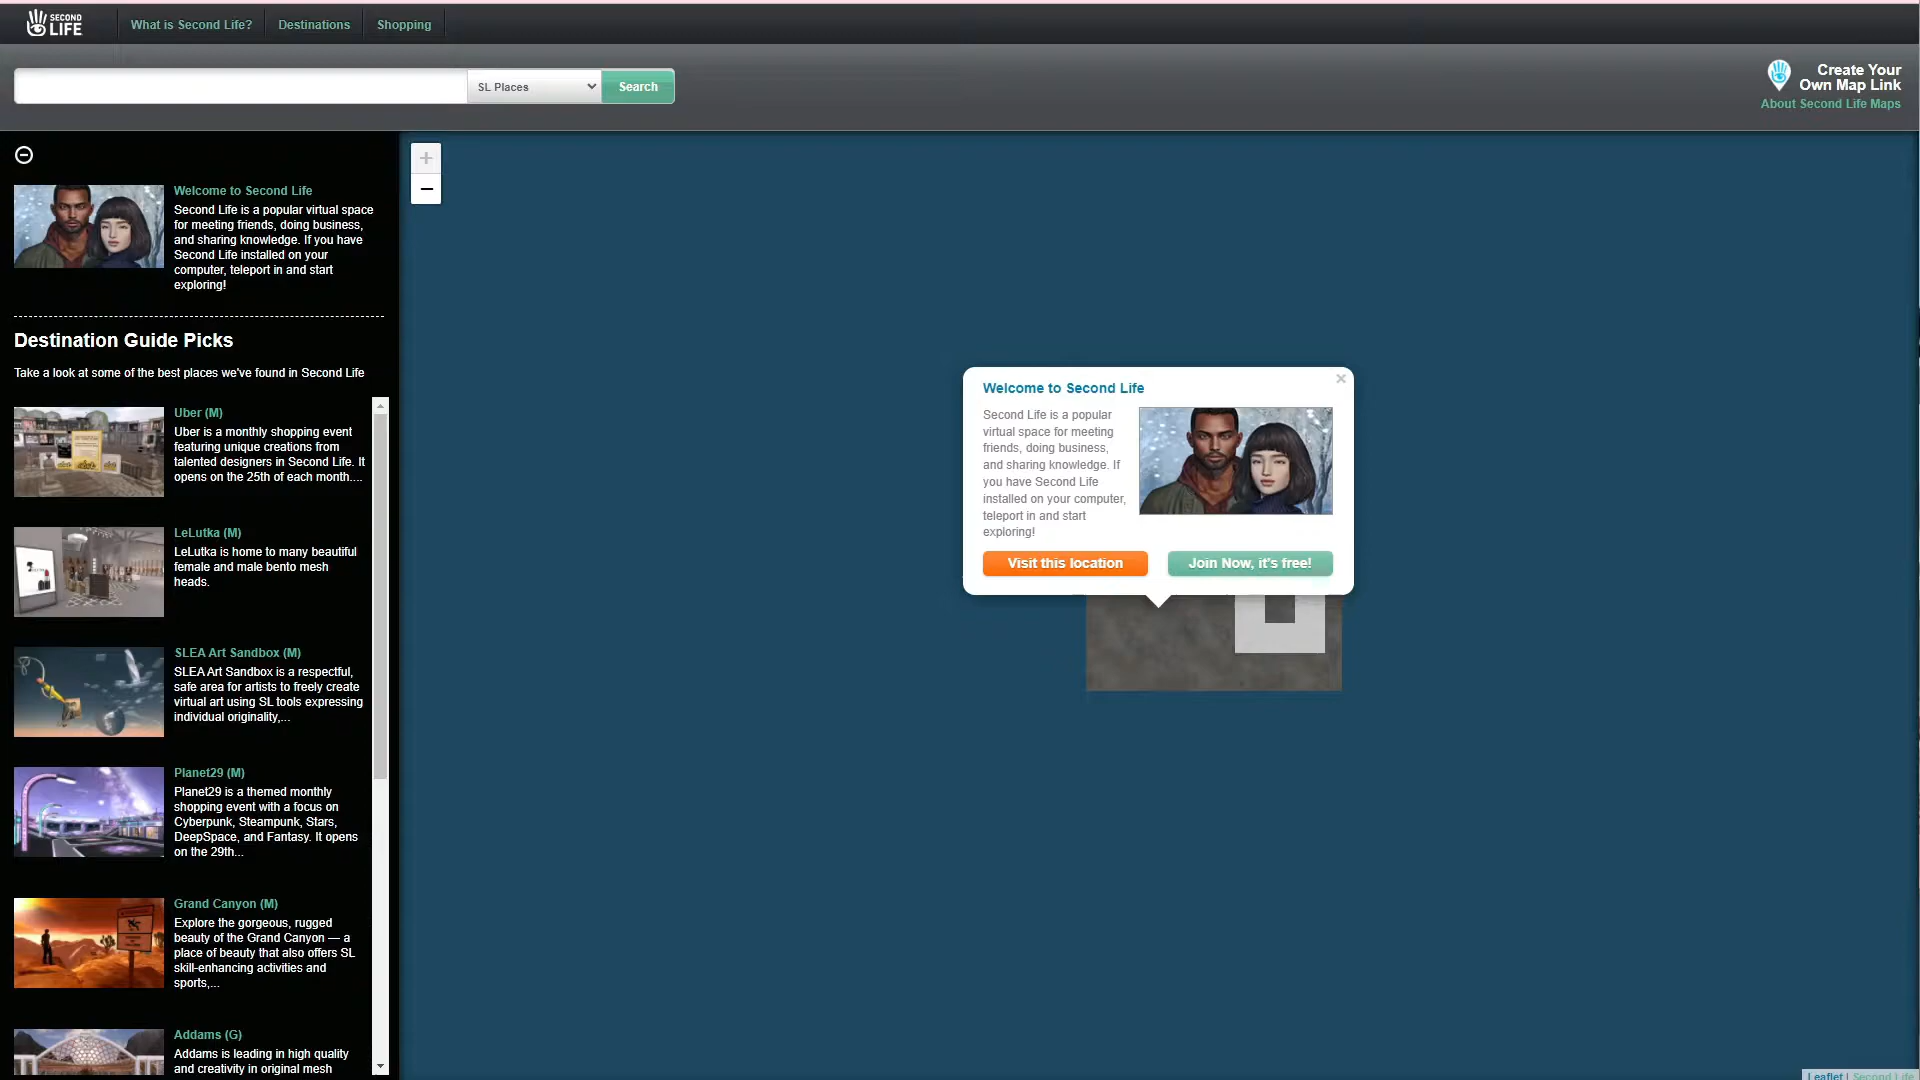 SECOND
LIFE
What is Second Life?
Destinations
Shopping
SL Places
Search
Create Your
Own Map Link
About Second Life Maps
+
−
Welcome to Second Life
Second Life is a popular virtual space
for meeting friends, doing business,
and sharing knowledge. If you have
Second Life installed on your
computer, teleport in and start
exploring!
Destination Guide Picks
Take a look at some of the best places we've found in Second Life
Uber (M)
Uber is a monthly shopping event
featuring unique creations from
talented designers in Second Life. It
opens on the 25th of each month....
LeLutka (M)
LeLutka is home to many beautiful
female and male bento mesh
heads.
SLEA Art Sandbox (M)
SLEA Art Sandbox is a respectful,
safe area for artists to freely create
virtual art using SL tools expressing
individual originality,...
Planet29 (M)
Planet29 is a themed monthly
shopping event with a focus on
Cyberpunk, Steampunk, Stars,
DeepSpace, and Fantasy. It opens
on the 29th...
Grand Canyon (M)
Explore the gorgeous, rugged
beauty of the Grand Canyon — a
place of beauty that also offers SL
skill-enhancing activities and
sports,...
Addams (G)
Addams is leading in high quality
and creativity in original mesh
Welcome to Second Life
×
Second Life is a popular
virtual space for meeting
friends, doing business,
and sharing knowledge. If
you have Second Life
installed on your computer,
teleport in and start
exploring!
Visit this location
Join Now, it's free!
Leaflet | Second Life